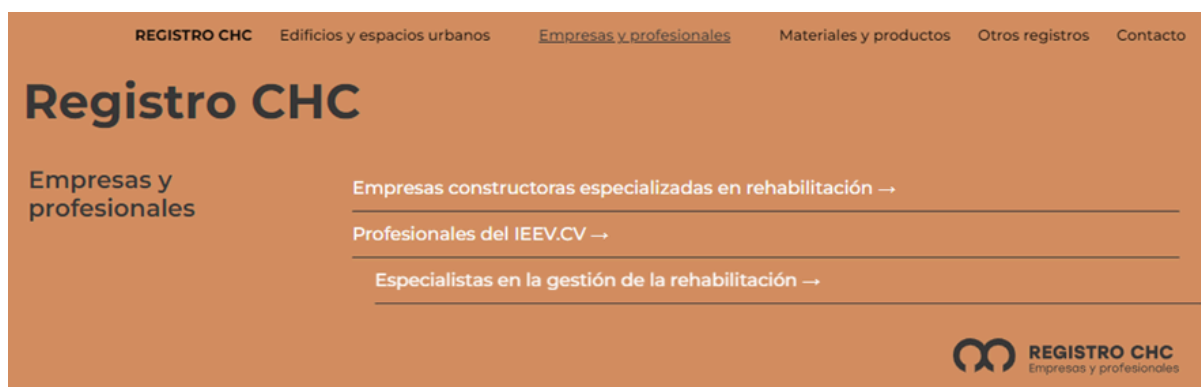 REGISTRO CHC Edificios y espacios urbanos Empresas y profesionales Materiales y productos Otros registros Contacto
Registro CHC
Empresas y
profesionales
Empresas constructoras especializadas en rehabilitación →
Profesionales del IEEV.CV →
Especialistas en la gestión de la rehabilitación →
REGISTRO CHC
Empresas y profesionales